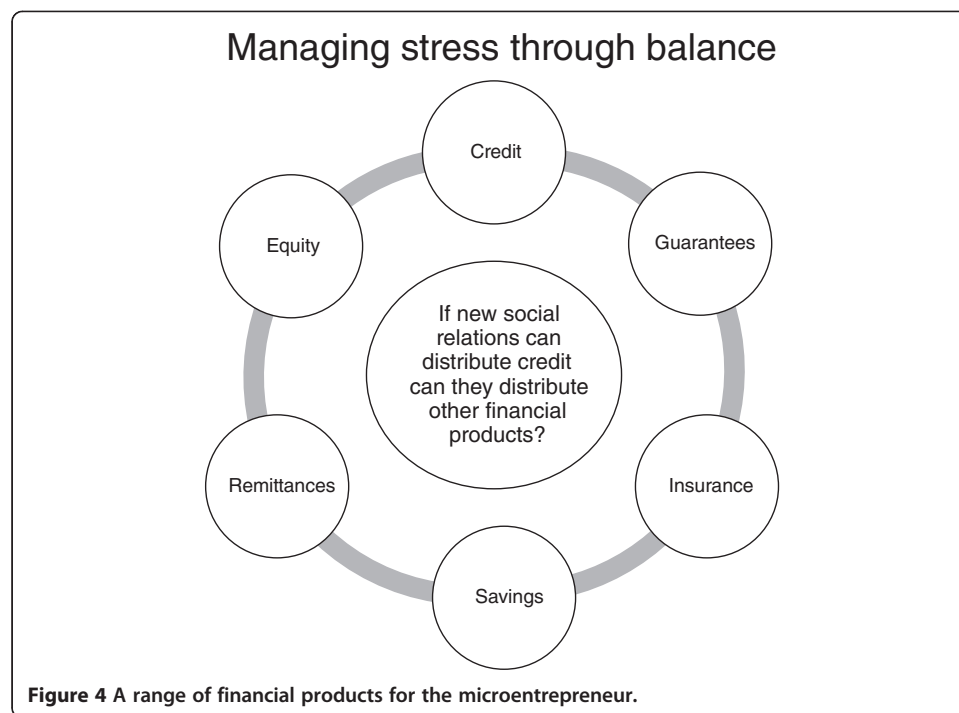 Managing stress through balance
Credit
Equity
Guarantees
If new social
relations can
distribute credit
can they distribute
other financial
products?
Remittances
Insurance
Savings
Figure 4 A range of financial products for the microentrepreneur.